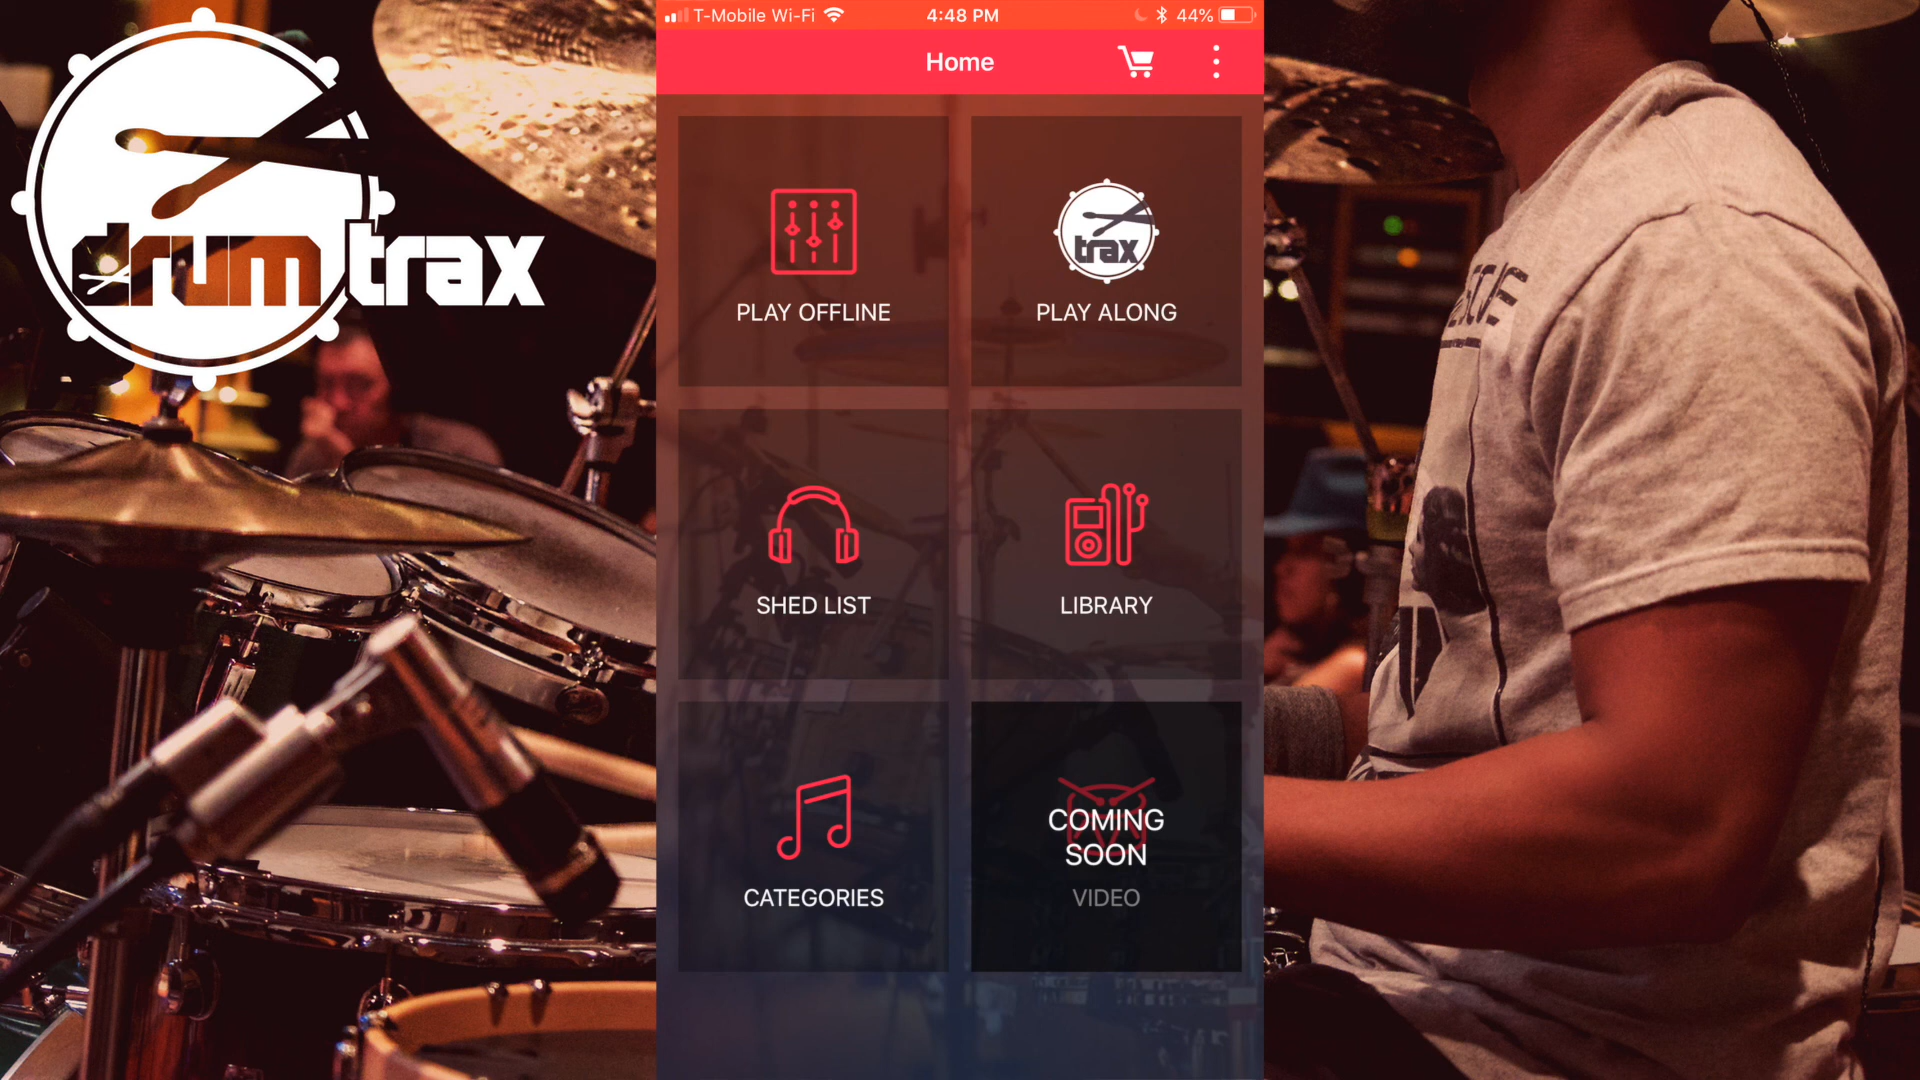 drumtrax
T-Mobile Wi-Fi
4:48 PM
44%
Home
PLAY OFFLINE
trax
PLAY ALONG
SHED LIST
LIBRARY
CATEGORIES
COMING
SOON
VIDEO